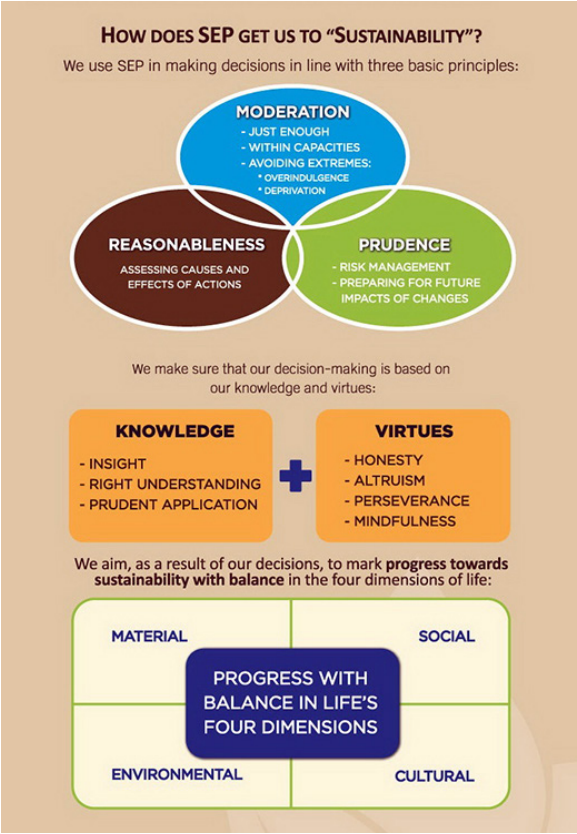 HOW DOES SEP GET US TO “SUSTAINABILITY”?
We use SEP in making decisions in line with three basic principles:
MODERATION
- JUST ENOUGH
- WITHIN CAPACITIES
- AVOIDING EXTREMES:
* OVERINDULGENCE
* DEPRIVATION
REASONABLENESS
ASSESSING CAUSES AND
EFFECTS OF ACTIONS
PRUDENCE
- RISK MANAGEMENT
- PREPARING FOR FUTURE
IMPACTS OF CHANGES
We make sure that our decision-making is based on
our knowledge and virtues:
KNOWLEDGE
- INSIGHT
- RIGHT UNDERSTANDING
- PRUDENT APPLICATION
VIRTUES
- HONESTY
- ALTRUISM
- PERSEVERANCE
- MINDFULNESS
We aim, as a result of our decisions, to mark progress towards
sustainability with balance in the four dimensions of life:
MATERIAL
SOCIAL
PROGRESS WITH
BALANCE IN LIFE'S
FOUR DIMENSIONS
ENVIRONMENTAL
CULTURAL